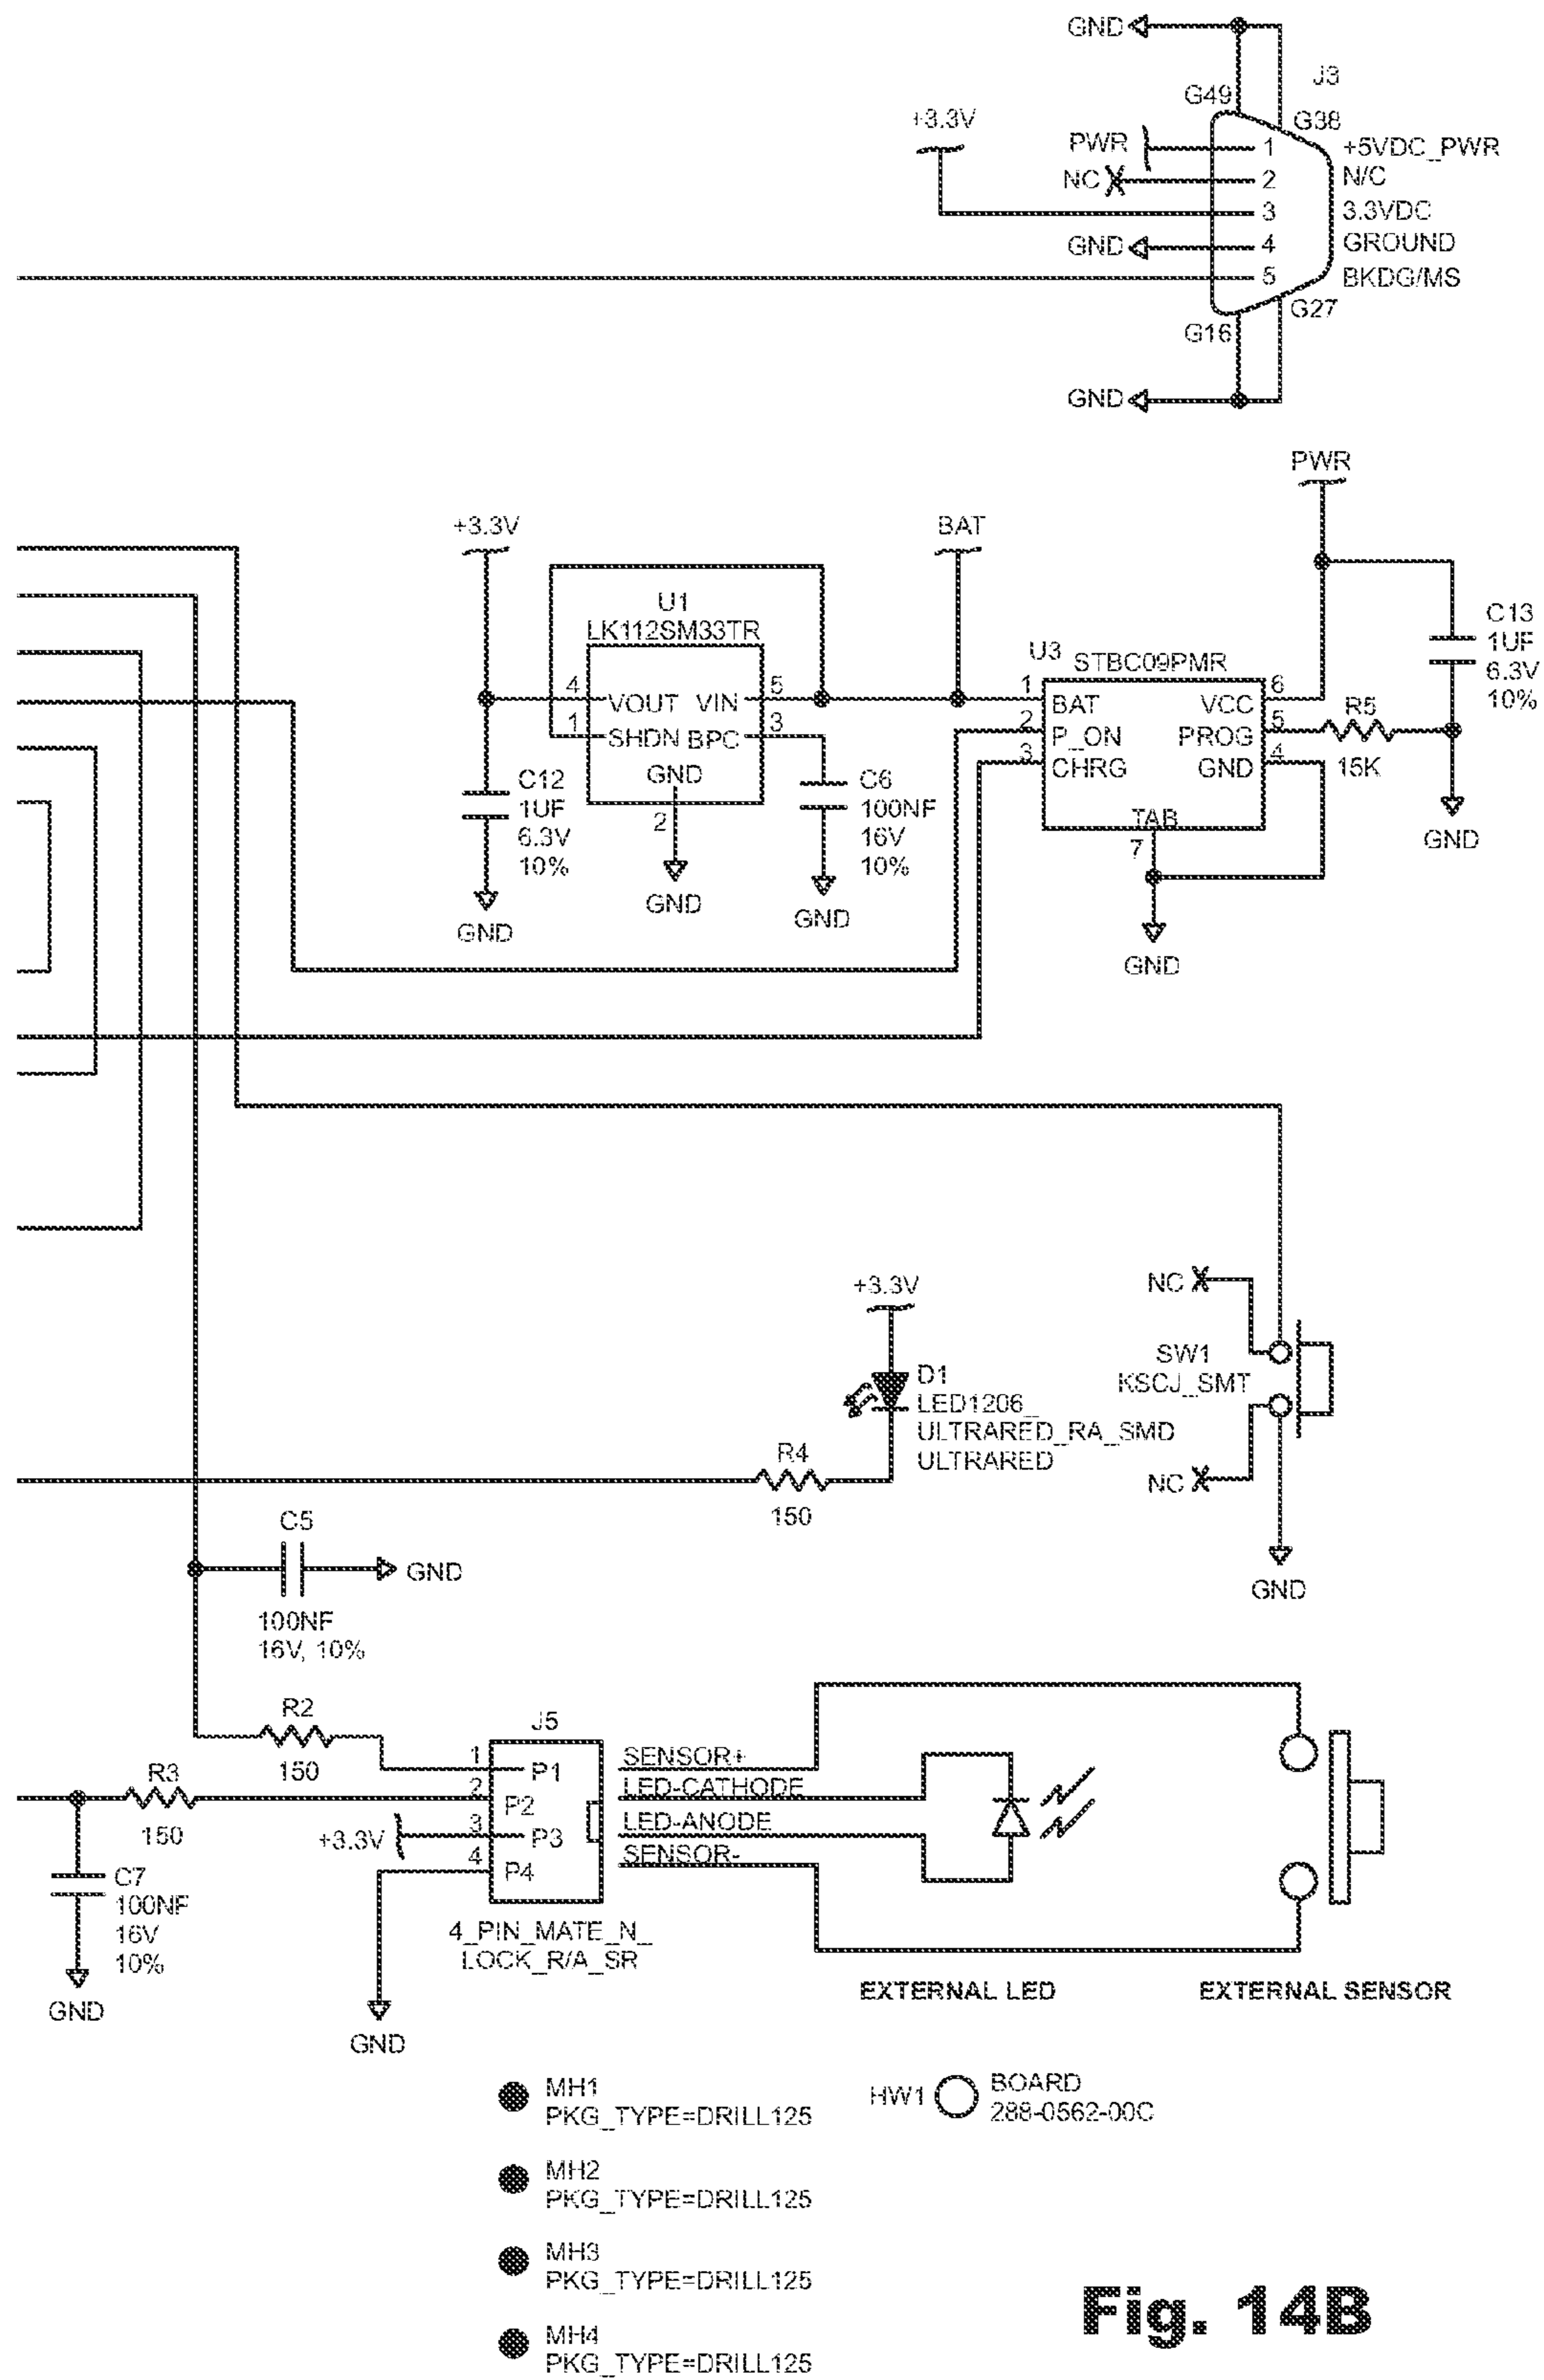 GND
J3
G49
G38
+3.3V
PWR
1
+5VDC_PWR
NC
2
N/C
3
3.3VDC
GND
4
GROUND
5
BKDG/MS
G27
G16
GND
PWR
+3.3V
BAT
U1
LK112SM33TR
U3
STBC09PMR
C13
1UF
6.3V
10%
4
VOUT
VIN
5
1
SHDN
BPC
3
GND
2
GND
C12
1UF
6.3V
10%
GND
C6
100NF
16V
10%
GND
1
BAT
VCC
6
2
P_ON
PROG
5
3
CHRG
GND
4
TAB
7
GND
R5
15K
GND
+3.3V
D1
LED1206_
ULTRARED_RA_SMD
ULTRARED
NC
SW1
KSCJ_SMT
NC
GND
R4
150
C5
GND
100NF
16V, 10%
R2
150
R3
150
C7
100NF
16V
10%
GND
J5
1
P1
SENSOR+
2
P2
LED-CATHODE
+3.3V
3
P3
LED-ANODE
4
P4
SENSOR-
4_PIN_MATE_N_
LOCK_R/A_SR
GND
EXTERNAL LED
EXTERNAL SENSOR
MH1
PKG_TYPE=DRILL125
HW1
BOARD
288-0562-00C
MH2
PKG_TYPE=DRILL125
MH3
PKG_TYPE=DRILL125
MH4
PKG_TYPE=DRILL125
Fig. 14B